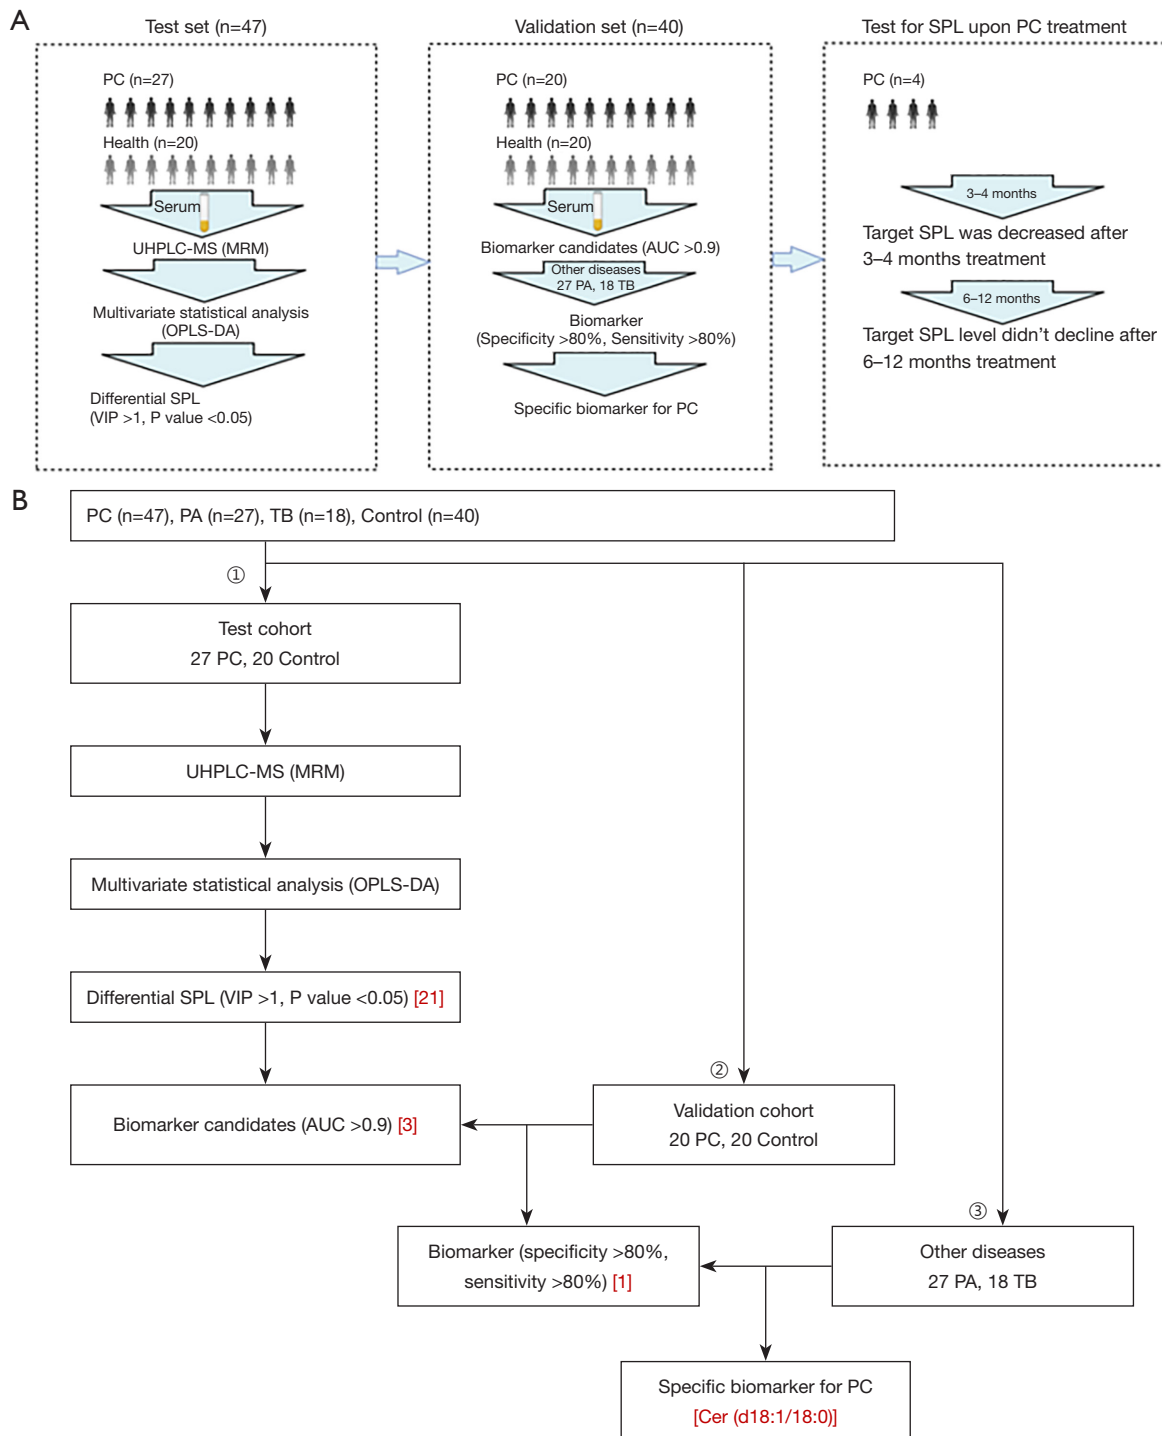 A
Test set (n=47)
PC (n=27)
Health (n=20)
Serum
UHPLC-MS (MRM)
Multivariate statistical analysis
(OPLS-DA)
Differential SPL
(VIP >1, P value <0.05)
Validation set (n=40)
PC (n=20)
Health (n=20)
Serum
Biomarker candidates (AUC >0.9)
Other diseases
27 PA, 18 TB
Biomarker
(Specificity >80%, Sensitivity >80%)
Specific biomarker for PC
Test for SPL upon PC treatment
PC (n=4)
3–4 months
Target SPL was decreased after
3–4 months treatment
6–12 months
Target SPL level didn’t decline after
6–12 months treatment
B
PC (n=47), PA (n=27), TB (n=18), Control (n=40)
①
Test cohort
27 PC, 20 Control
UHPLC-MS (MRM)
Multivariate statistical analysis (OPLS-DA)
Differential SPL (VIP >1, P value <0.05) [21]
Biomarker candidates (AUC >0.9) [3]
②
Validation cohort
20 PC, 20 Control
Biomarker (specificity >80%,
sensitivity >80%) [1]
③
Other diseases
27 PA, 18 TB
Specific biomarker for PC
[Cer (d18:1/18:0)]